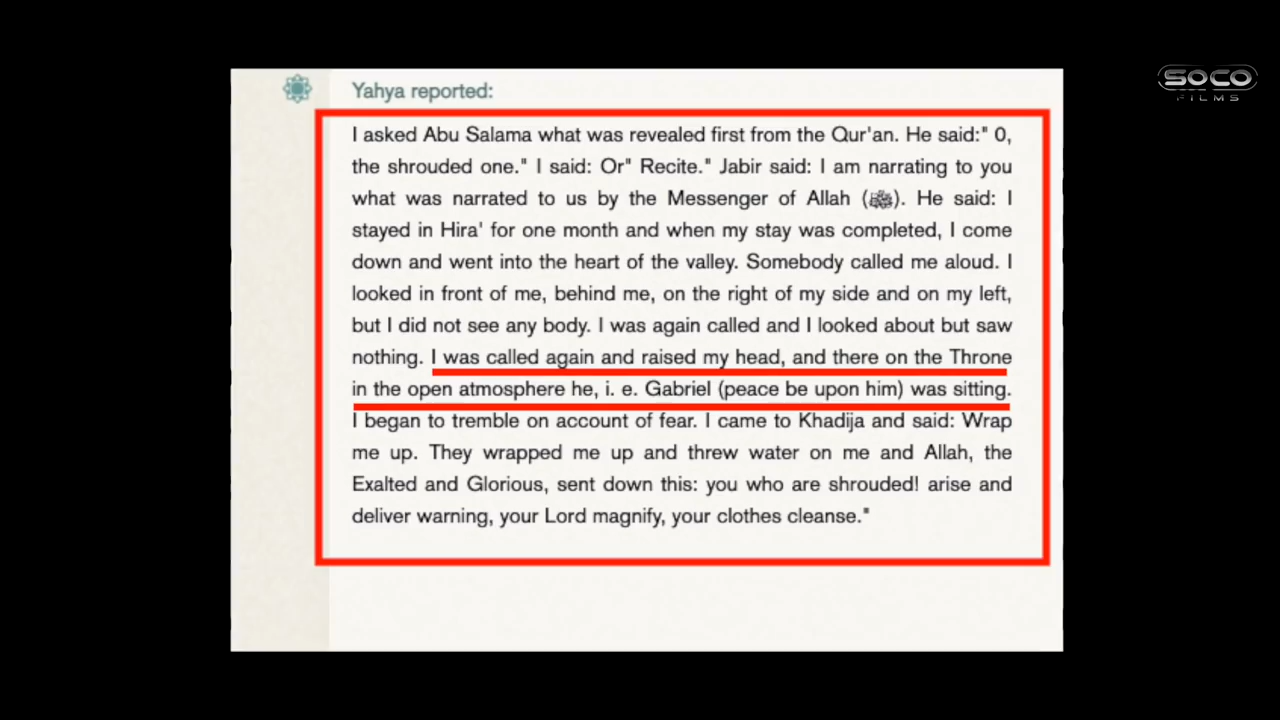 SOCO
FILMS
Yahya reported:
I asked Abu Salama what was revealed first from the Qur'an. He said:" 0,
the shrouded one." I said: Or" Recite." Jabir said: I am narrating to you
what was narrated to us by the Messenger of Allah (ﷺ). He said: I
stayed in Hira' for one month and when my stay was completed, I come
down and went into the heart of the valley. Somebody called me aloud. I
looked in front of me, behind me, on the right of my side and on my left,
but I did not see any body. I was again called and I looked about but saw
nothing. I was called again and raised my head, and there on the Throne
in the open atmosphere he, i. e. Gabriel (peace be upon him) was sitting.
I began to tremble on account of fear. I came to Khadija and said: Wrap
me up. They wrapped me up and threw water on me and Allah, the
Exalted and Glorious, sent down this: you who are shrouded! arise and
deliver warning, your Lord magnify, your clothes cleanse."